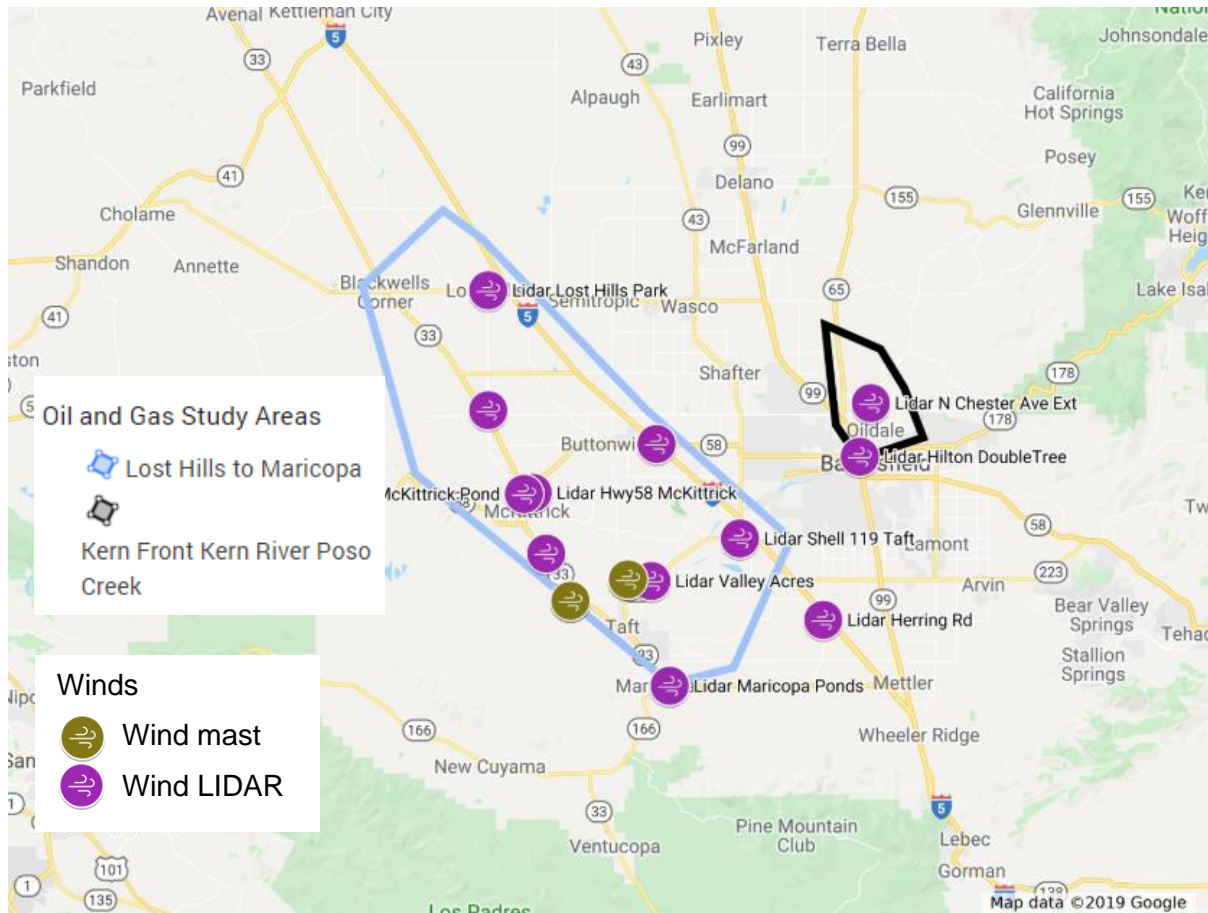 Avenal
Kettleman City
5
33
Pixley
Terra Bella
Johnsondale
43
Parkfield
Alpaugh
Earlimart
California
Hot Springs
99
Posey
41
Delano
155
155
Glennville
43
Cholame
McFarland
Shandon
Annette
Blackwells
Corner
Lidar Lost Hills Park
Semitropic
Wasco
65
41
5
33
Shafter
99
178
Oil and Gas Study Areas
Lost Hills to Maricopa
Kern Front Kern River Poso
Creek
Lidar N Chester Ave Ext
178
Oildale
58
Lidar Hilton DoubleTree
McKittrick Pond
Lidar Hwy58 McKittrick
McKittrick
5
58
Lidar Shell 119 Taft
Lamont
33
Lidar Valley Acres
Arvin
223
99
Bear Valley
Springs
Taft
Lidar Herring Rd
33
Stallion
Springs
Lidar Maricopa Ponds
Mettler
Winds
Wind mast
Wind LIDAR
166
166
Wheeler Ridge
New Cuyama
33
5
Pine Mountain
Club
Lebec
Ventucopa
Gorman
101
1
1
135
138
Los Padres
Map data ©2019 Google